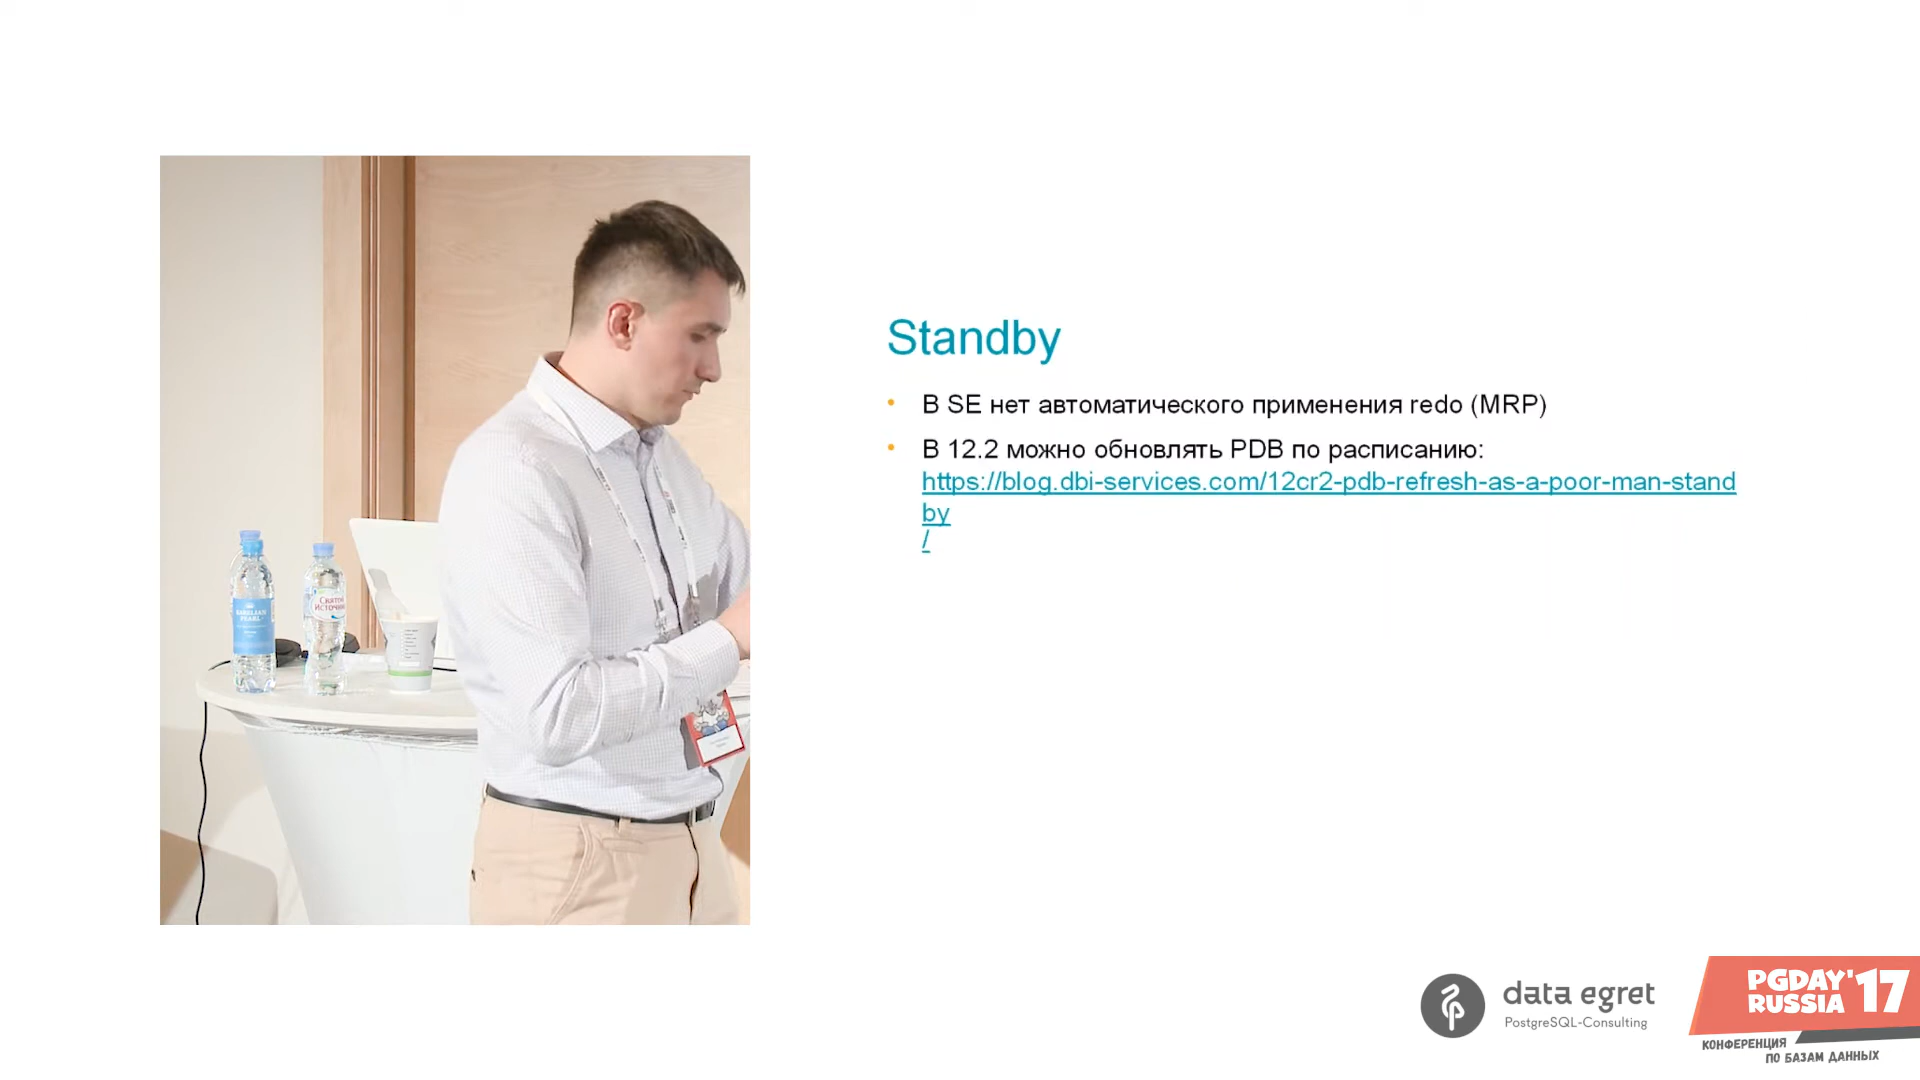 Standby
• В SE нет автоматического применения redo (MRP)
• В 12.2 можно обновлять PDB по расписанию:
https://blog.dbi-services.com/12cr2-pdb-refresh-as-a-poor-man-stand
by
/
Святой
Источник
data egret
PostgreSQL-Consulting
PGDAY'17
RUSSIA
КОНФЕРЕНЦИЯ
ПО БАЗАМ ДАННЫХ